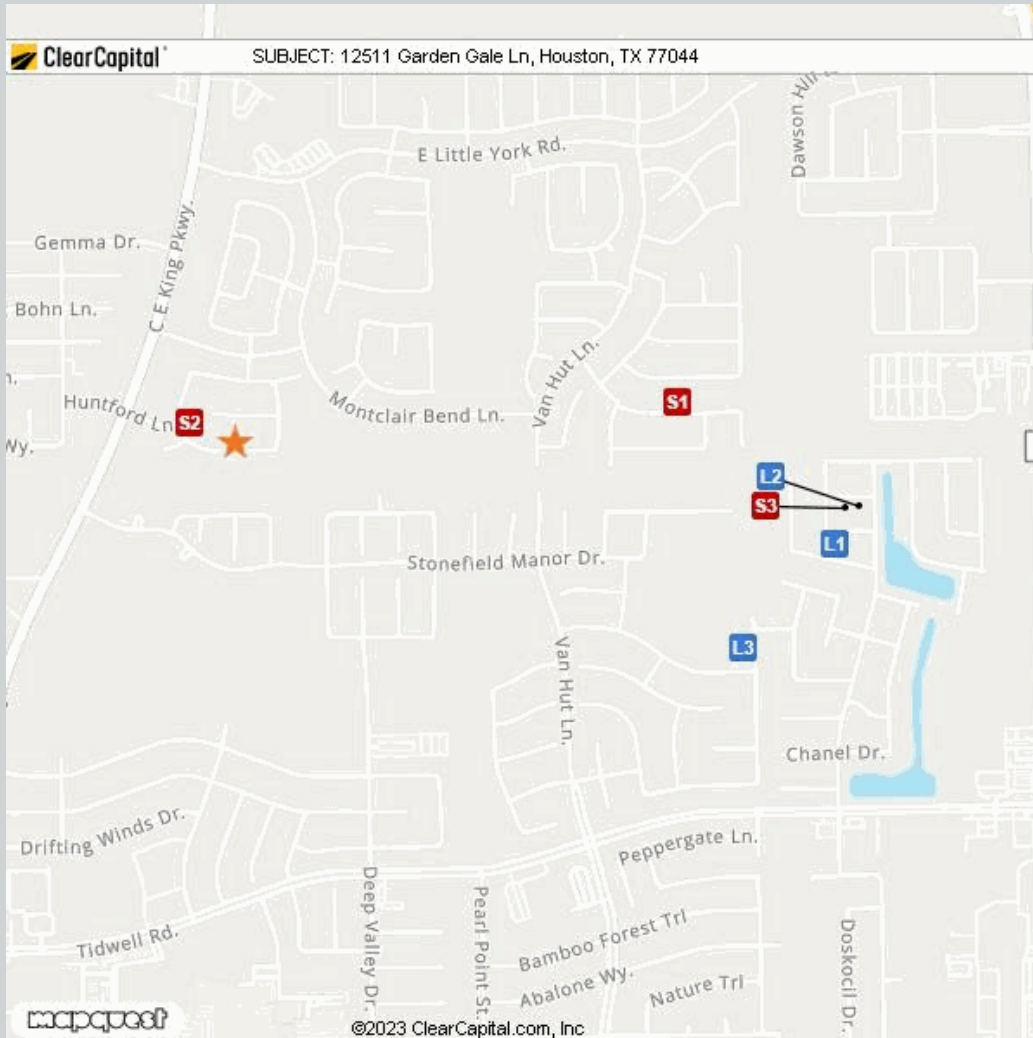 ClearCapital® SUBJECT: 12511 Garden Gale Ln, Houston, TX 77044
Dawson Hill
E Little York Rd.
Gemma Dr.
C E King Pkwy.
Bohn Ln.
Van Hut Ln.
Huntford Ln
S2
Montclair Bend Ln.
S1
Wy.
L2
S3
L1
Stonefield Manor Dr.
L3
Van Hut Ln.
Chanel Dr.
Drifting Winds Dr.
Peppergate Ln.
Deep Valley Dr.
Pearl Point St.
Tidwell Rd.
Bamboo Forest Trl
Abalone Wy.
Nature Trl
Doskocil Dr.
mapquest
©2023 ClearCapital.com, Inc